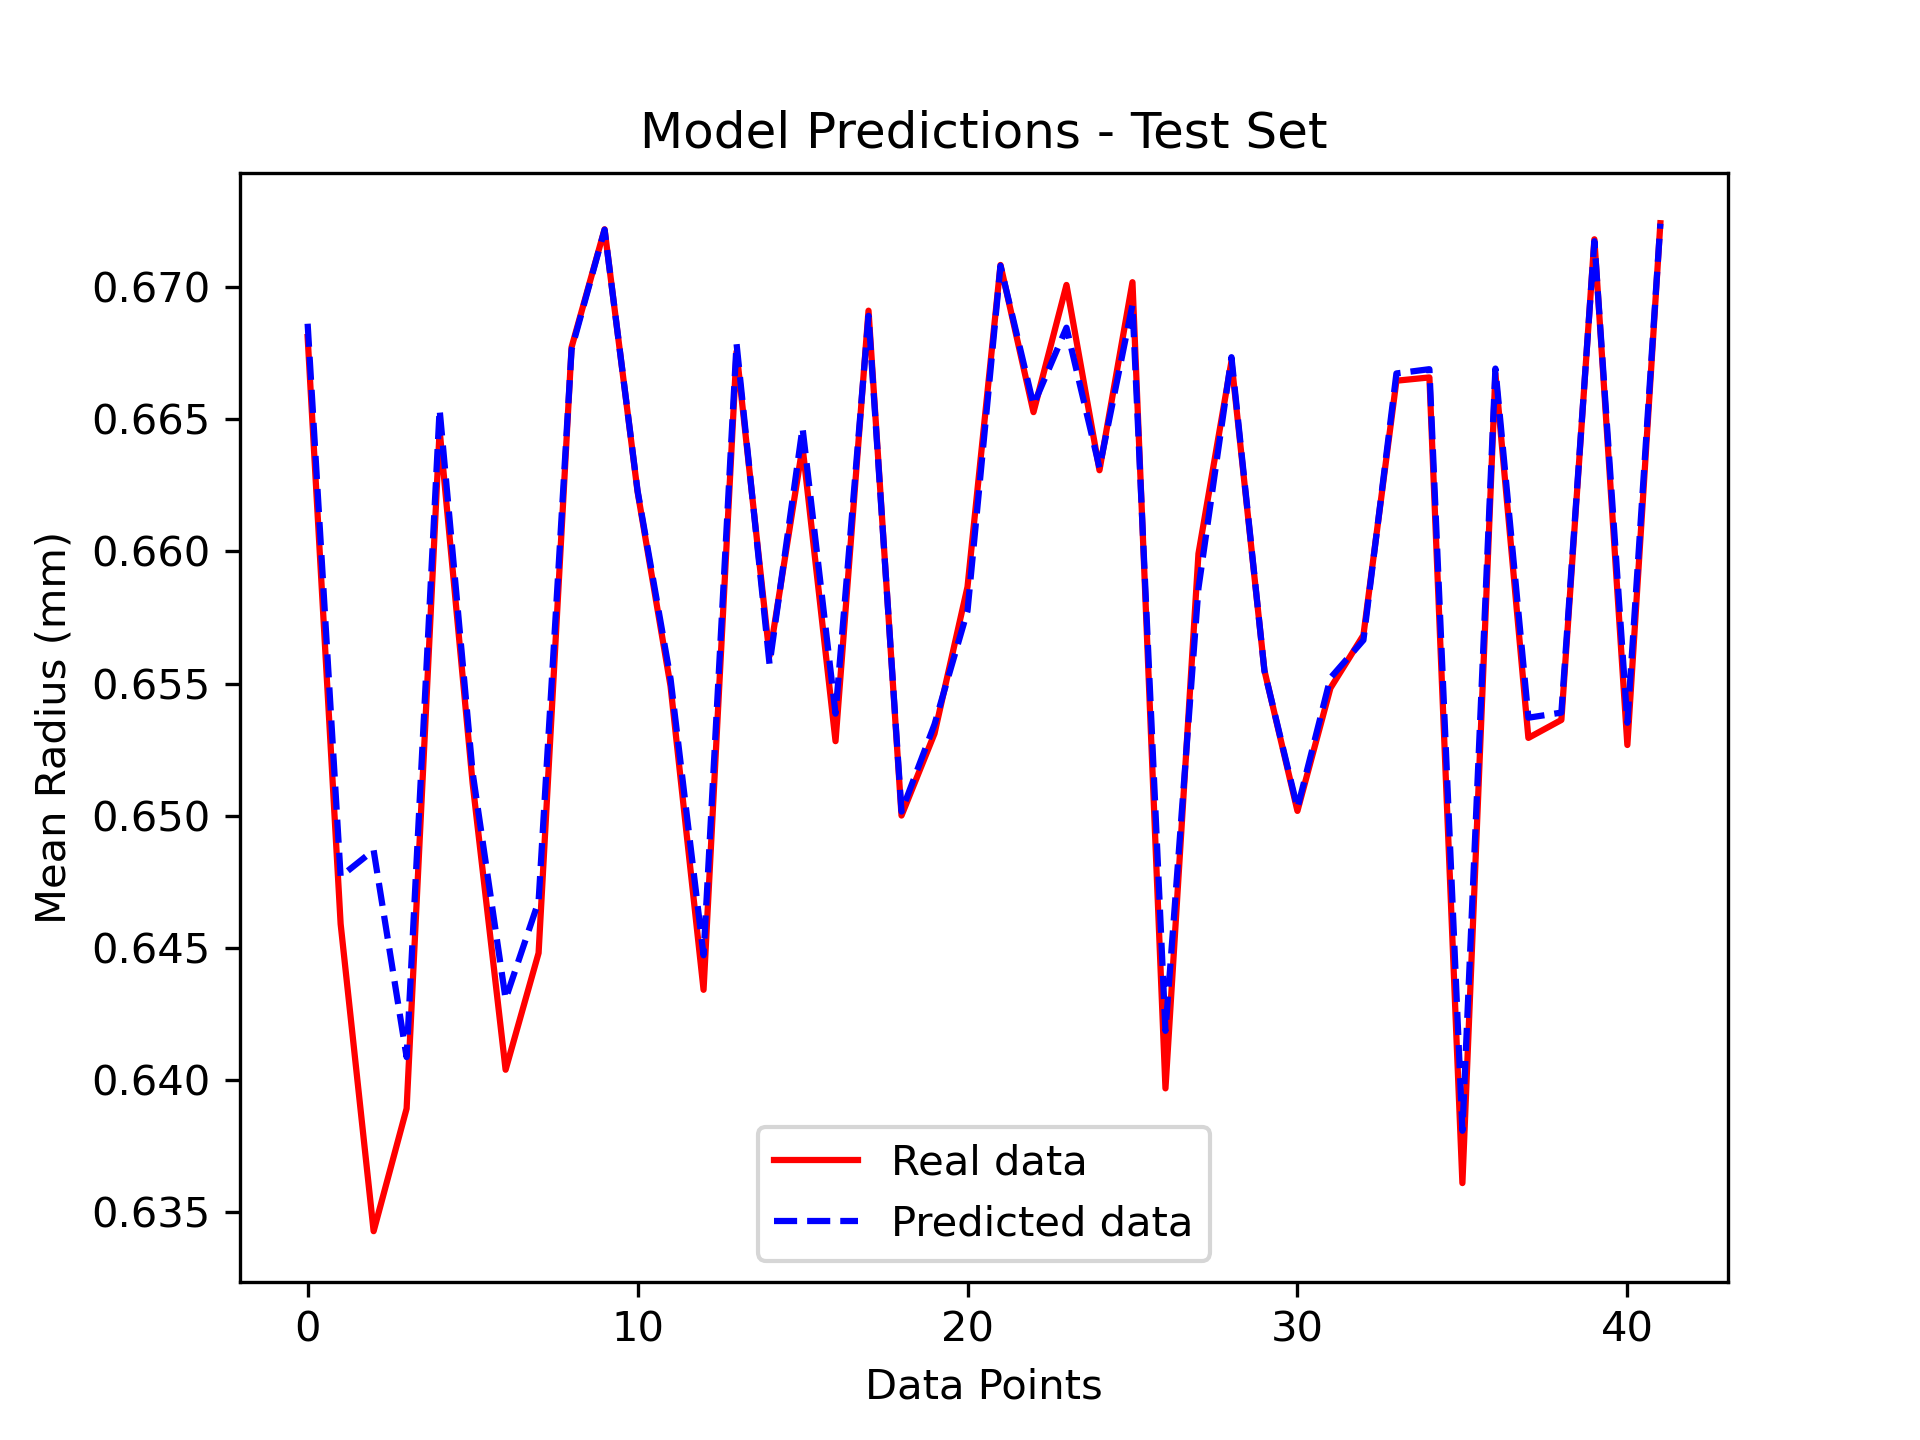 Model Predictions - Test Set
0.670
0.665
0.660
0.655
0.650
0.645
0.640
0.635
Mean Radius (mm)
Real data
Predicted data
0 10 20 30 40
Data Points